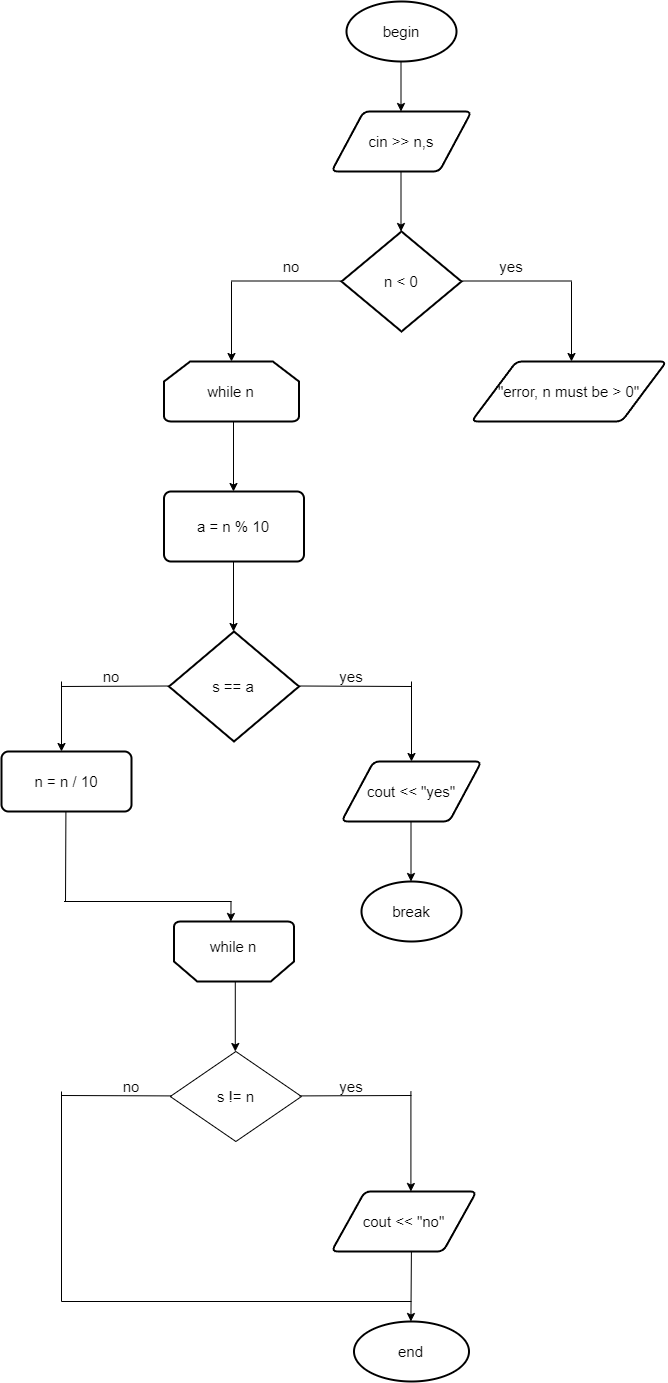 begin
cin >> n,s
n < 0
no
yes
while n
"error, n must be > 0"
a = n % 10
s == a
no
yes
n = n / 10
cout << "yes"
break
while n
s != n
no
yes
cout << "no"
end